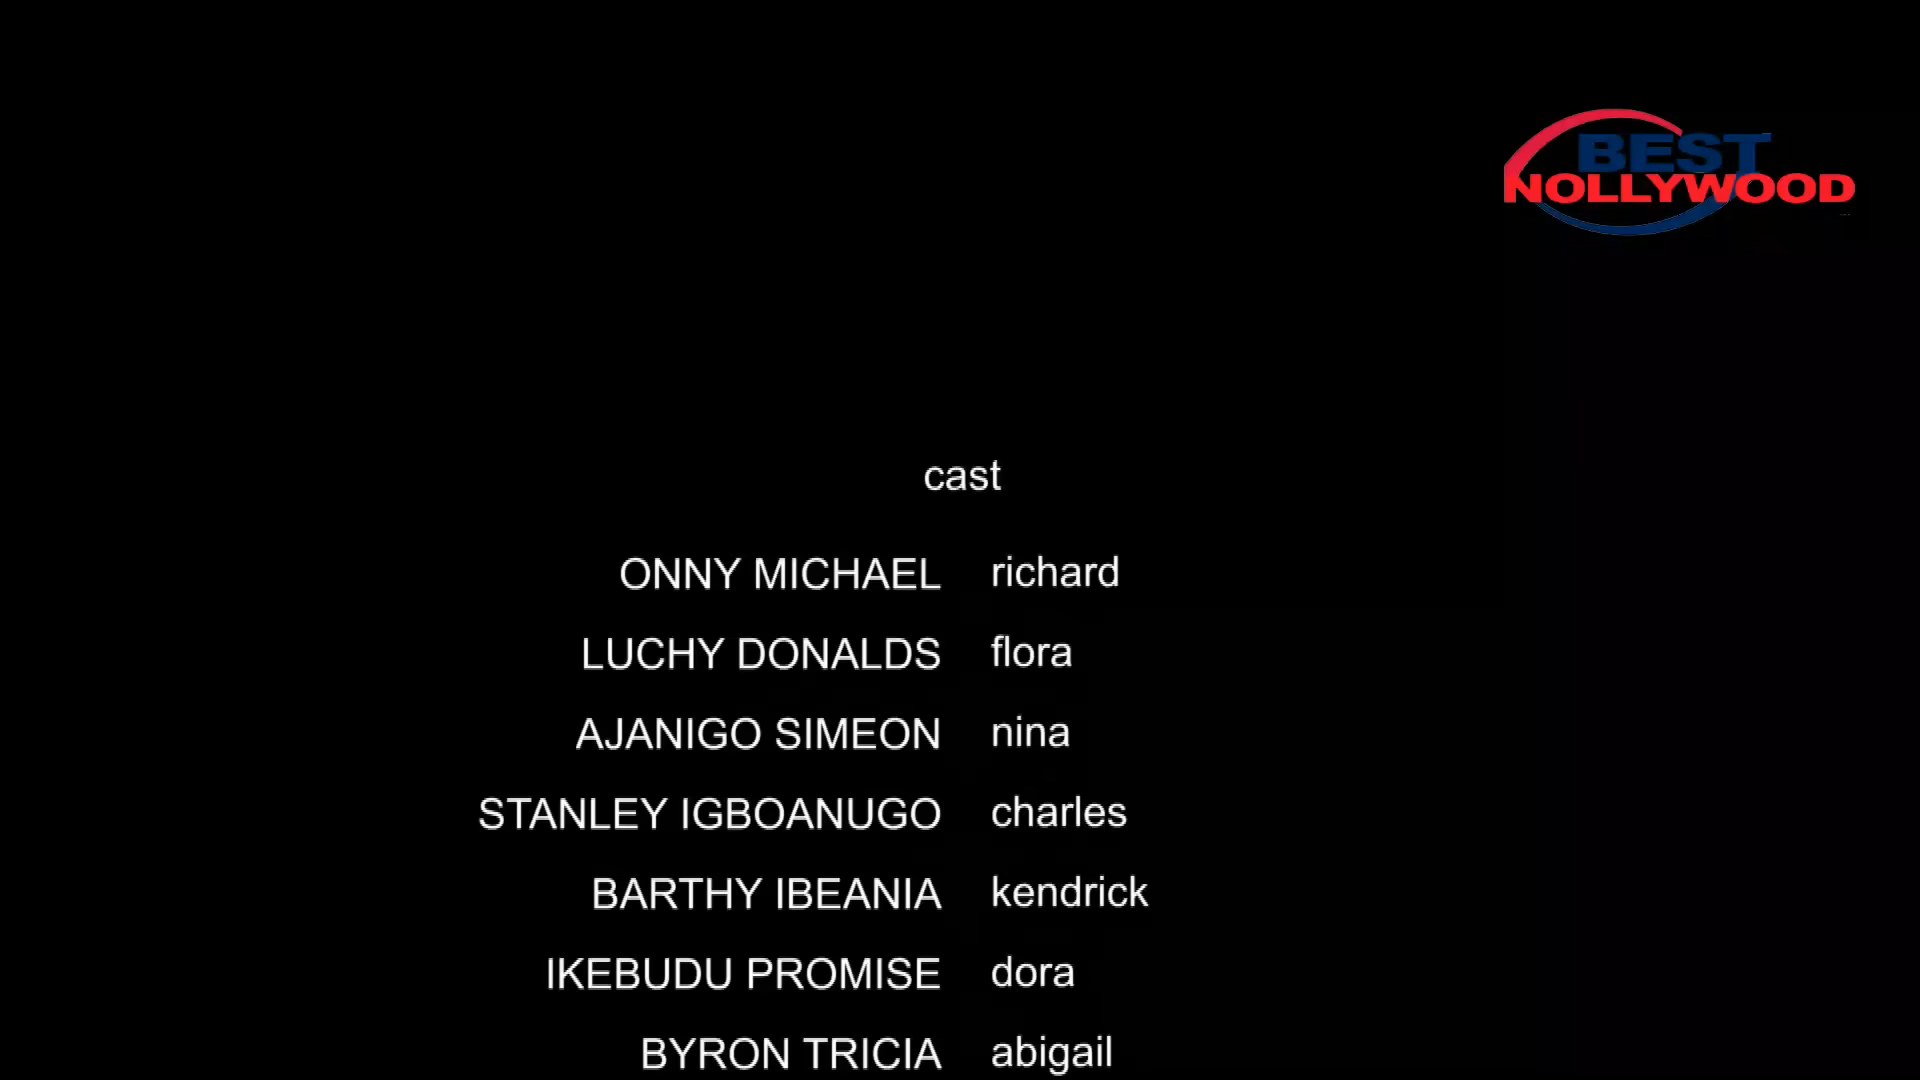 BEST
NOLLYWOOD
cast
ONNY MICHAEL richard
LUCHY DONALDS flora
AJANIGO SIMEON nina
STANLEY IGBOANUGO charles
BARTHY IBEANIA kendrick
IKEBUDU PROMISE dora
BYRON TRICIA abigail